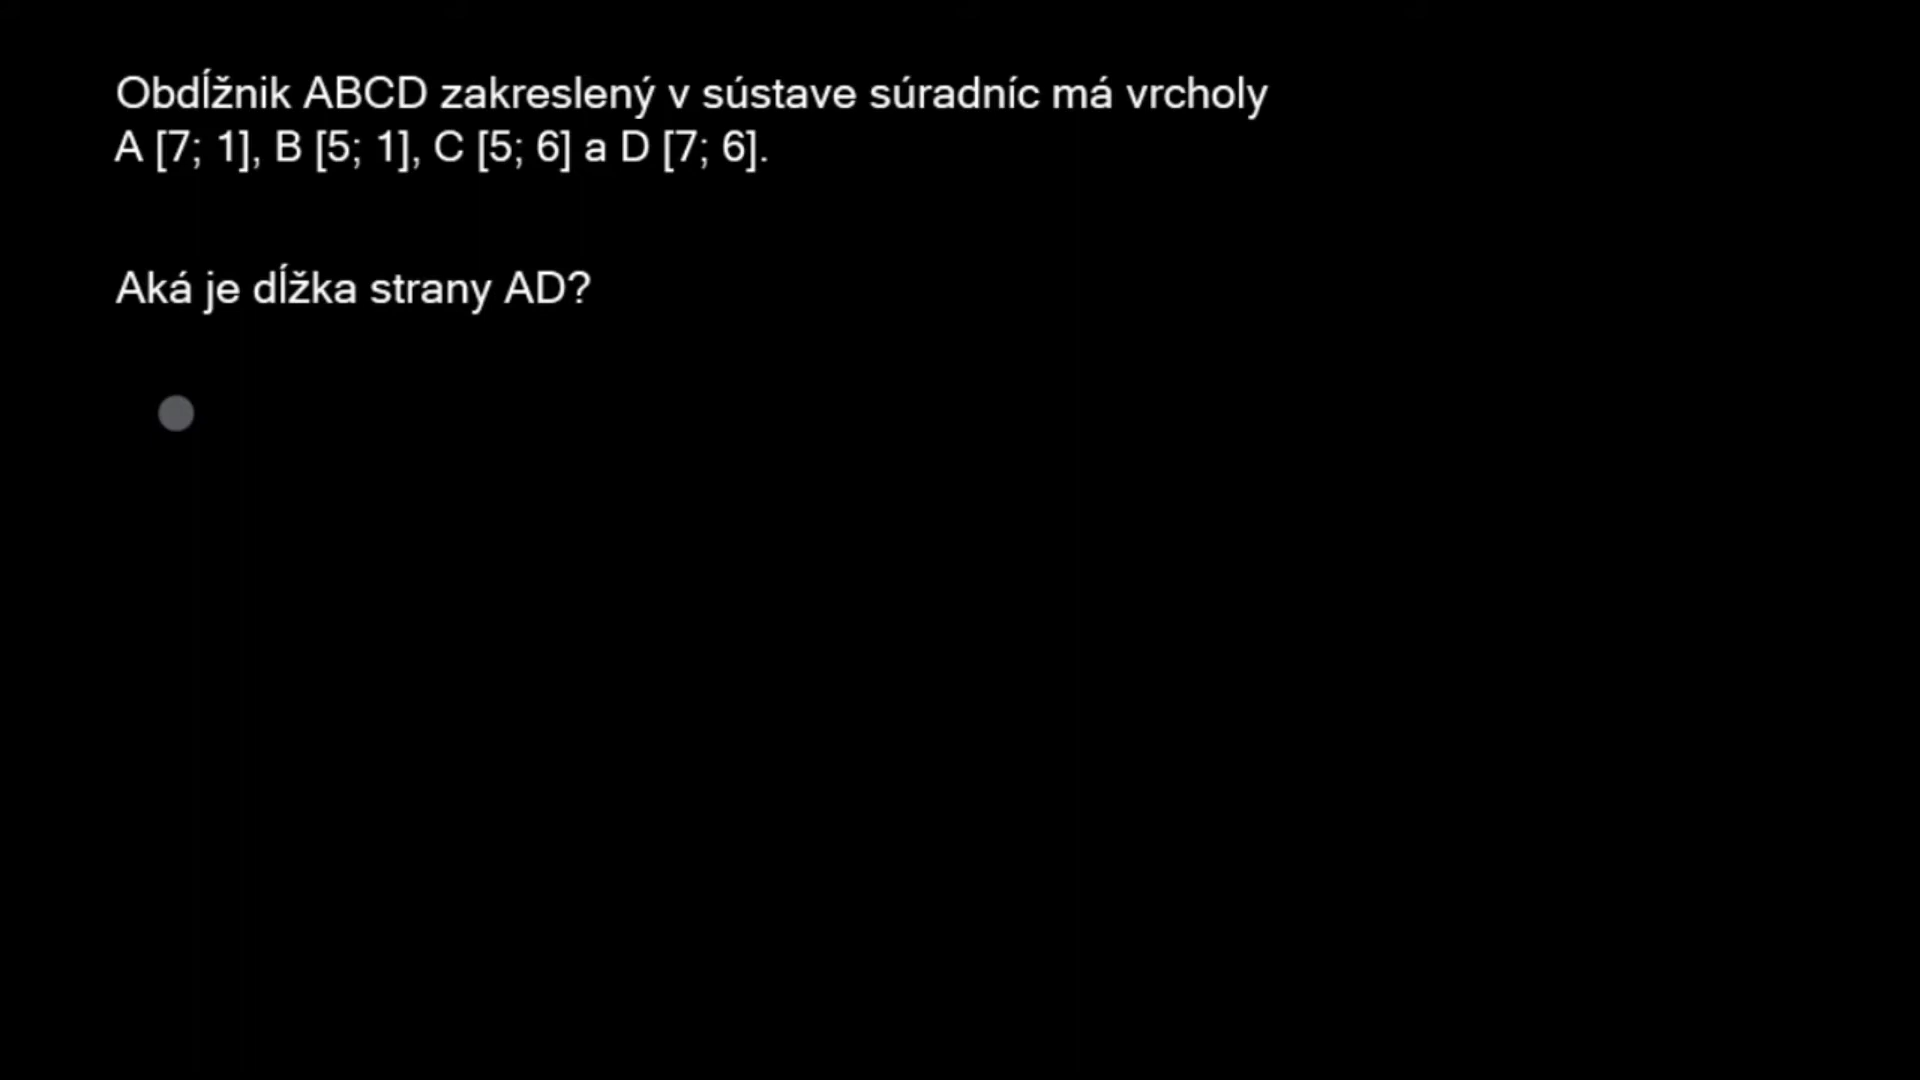 Obdĺžnik ABCD zakreslený v sústave súradníc má vrcholy
A [7; 1], B [5; 1], C [5; 6] a D [7; 6].
Aká je dĺžka strany AD?